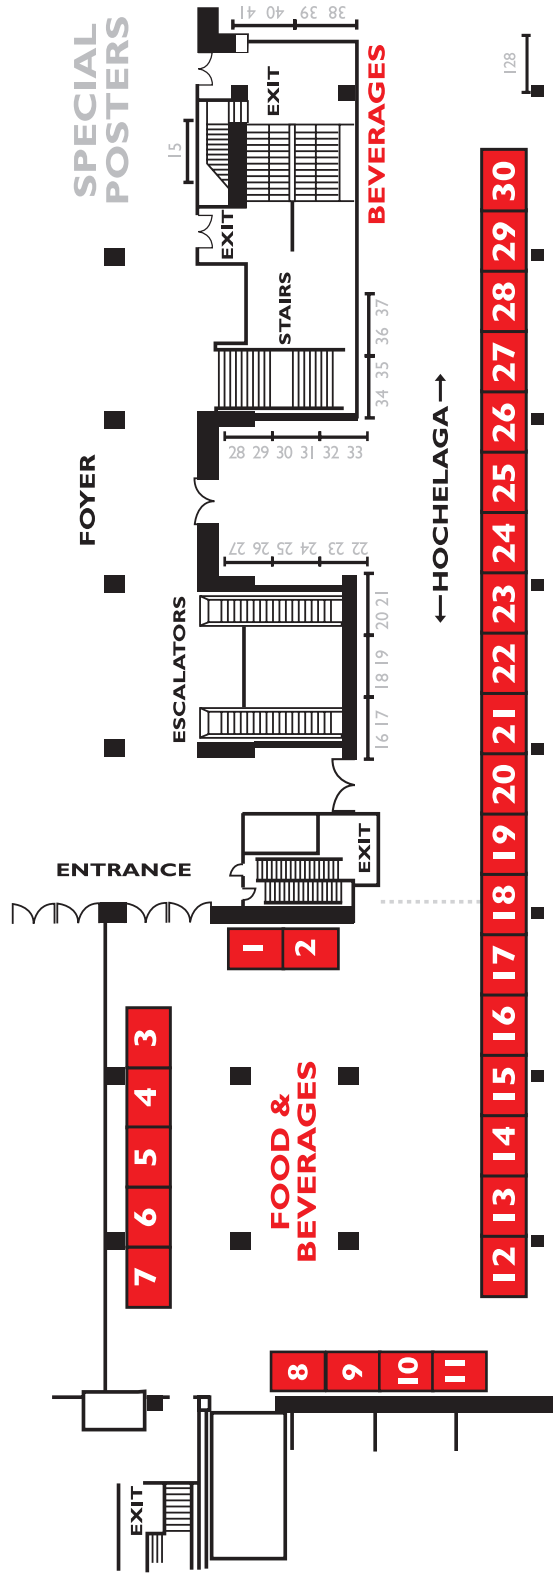 SPECIAL
POSTERS
41 40 39 38
128
EXIT
BEVERAGES
15
EXIT
STAIRS
34 35 36 37
28 29 30 31 32 33
FOYER
HOCHELAGA
27 26 25 24 23 22
ESCALATORS
16 17 18 19 20 21
ENTRANCE
EXIT
1 2
3
4
5
6
7
FOOD &
BEVERAGES
8 9 10 11
12 13 14 15 16 17 18 19 20 21 22 23 24 25 26 27 28 29 30
EXIT